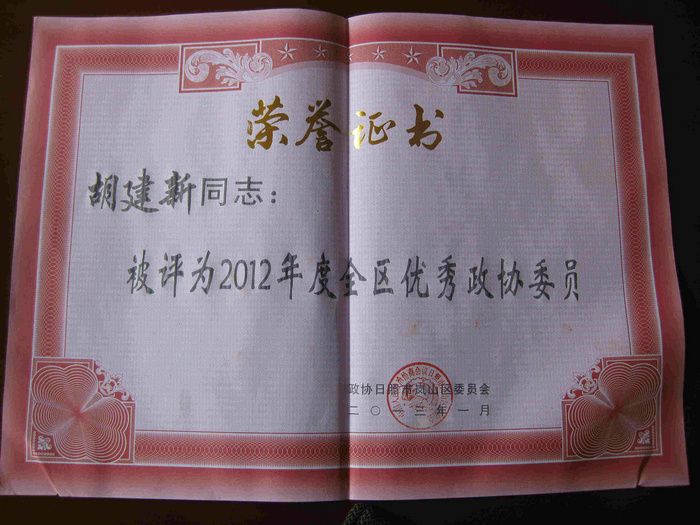 荣誉证书
胡建新同志：
被评为2012年度全区优秀政协委员
政协日照市岚山区委员会
二〇一三年一月